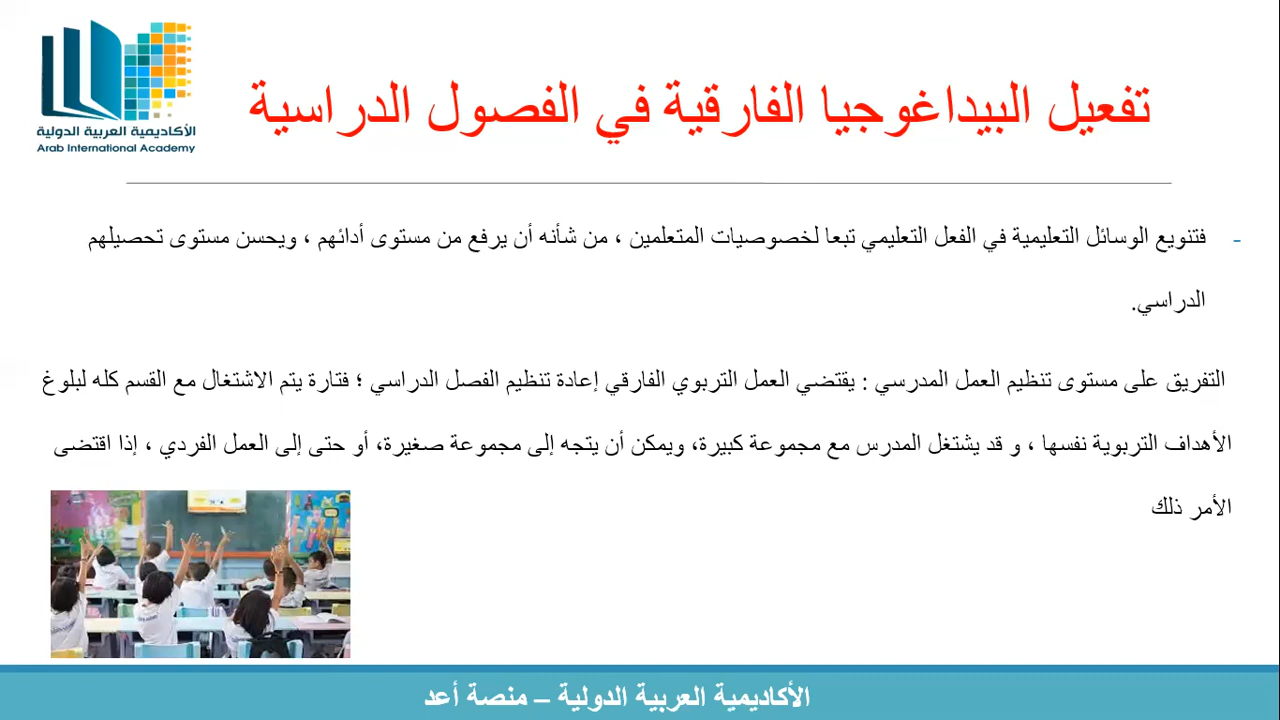 الأكاديمية العربية الدولية
Arab International Academy
تفعيل البيداغوجيا الفارقية في الفصول الدراسية
- فتنويع الوسائل التعليمية في الفعل التعليمي تبعا لخصوصيات المتعلمين ، من شأنه أن يرفع من مستوى أدائهم ، ويحسن مستوى تحصيلهم
الدراسي.
التفريق على مستوى تنظيم العمل المدرسي : يقتضي العمل التربوي الفارقي إعادة تنظيم الفصل الدراسي ؛ فتارة يتم الاشتغال مع القسم كله لبلوغ
الأهداف التربوية نفسها ، و قد يشتغل المدرس مع مجموعة كبيرة، ويمكن أن يتجه إلى مجموعة صغيرة، أو حتى إلى العمل الفردي ، إذا اقتضى
الأمر ذلك
الأكاديمية العربية الدولية – منصة أعد